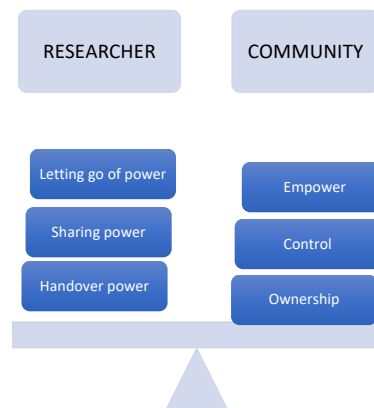 RESEARCHER
COMMUNITY
Letting go of power
Sharing power
Handover power
Empower
Control
Ownership